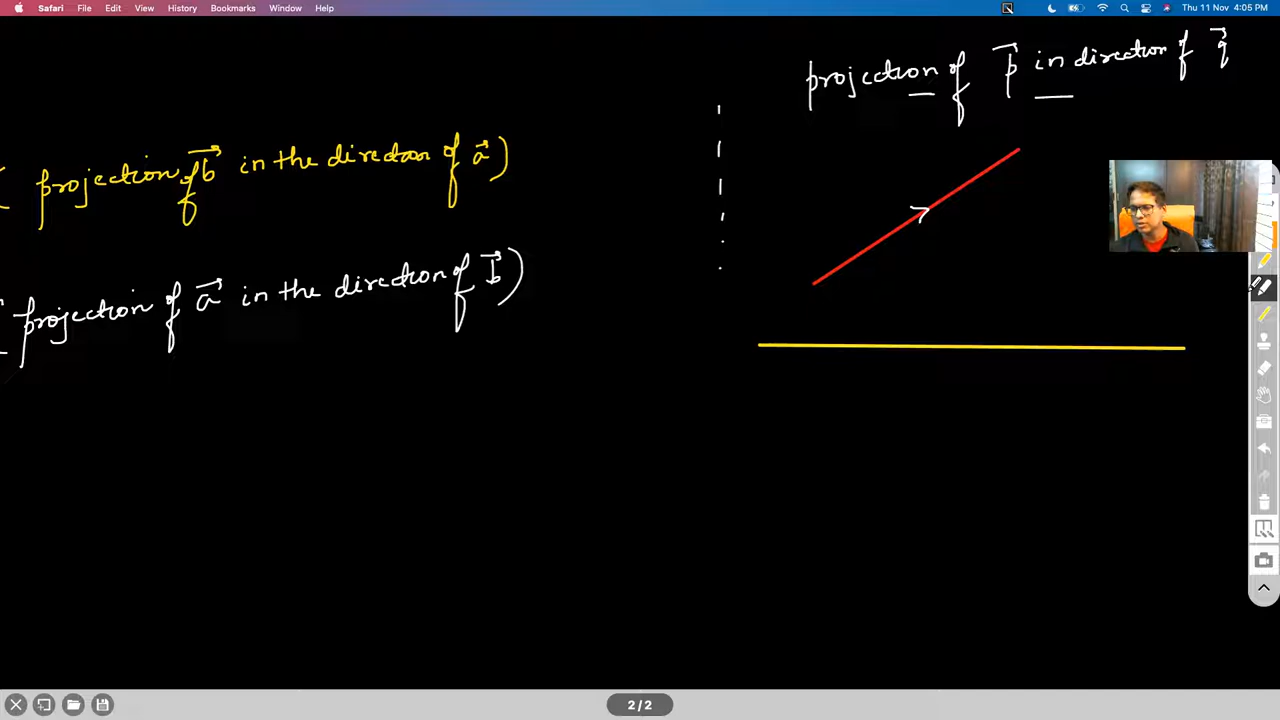 Safari File Edit View History Bookmarks Window Help Thu 11 Nov 4:05 PM
projection of p⃗ in direction of q⃗
projection of b⃗ in the direction of a⃗)
projection of a⃗ in the direction of b⃗)
2/2